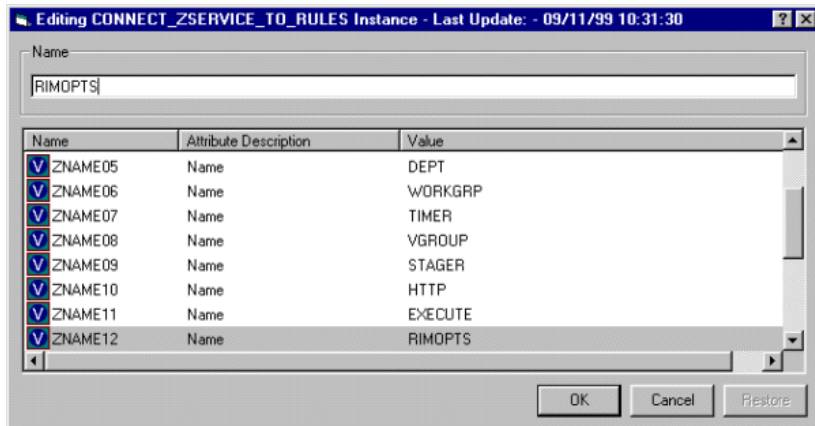 Editing CONNECT_ZSERVICE_TO_RULES Instance - Last Update: - 09/11/99 10:31:30
Name
RIMOPTS
Name Attribute Description Value
V ZNAME05 Name DEPT
V ZNAME06 Name WORKGRP
V ZNAME07 Name TIMER
V ZNAME08 Name VGROUP
V ZNAME09 Name STAGER
V ZNAME10 Name HTTP
V ZNAME11 Name EXECUTE
V ZNAME12 Name RIMOPTS
OK Cancel Restore